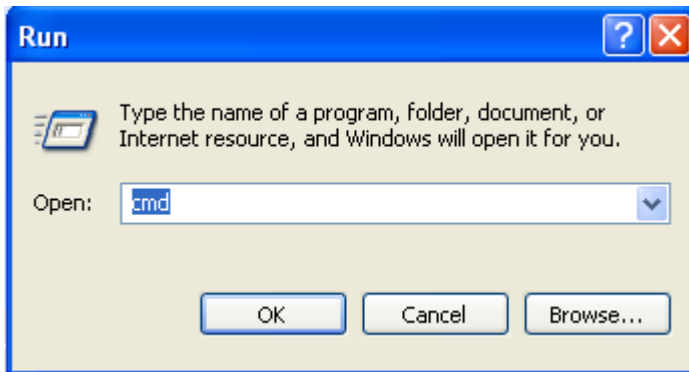 Run
Type the name of a program, folder, document, or
Internet resource, and Windows will open it for you.
Open: cmd
OK Cancel Browse...